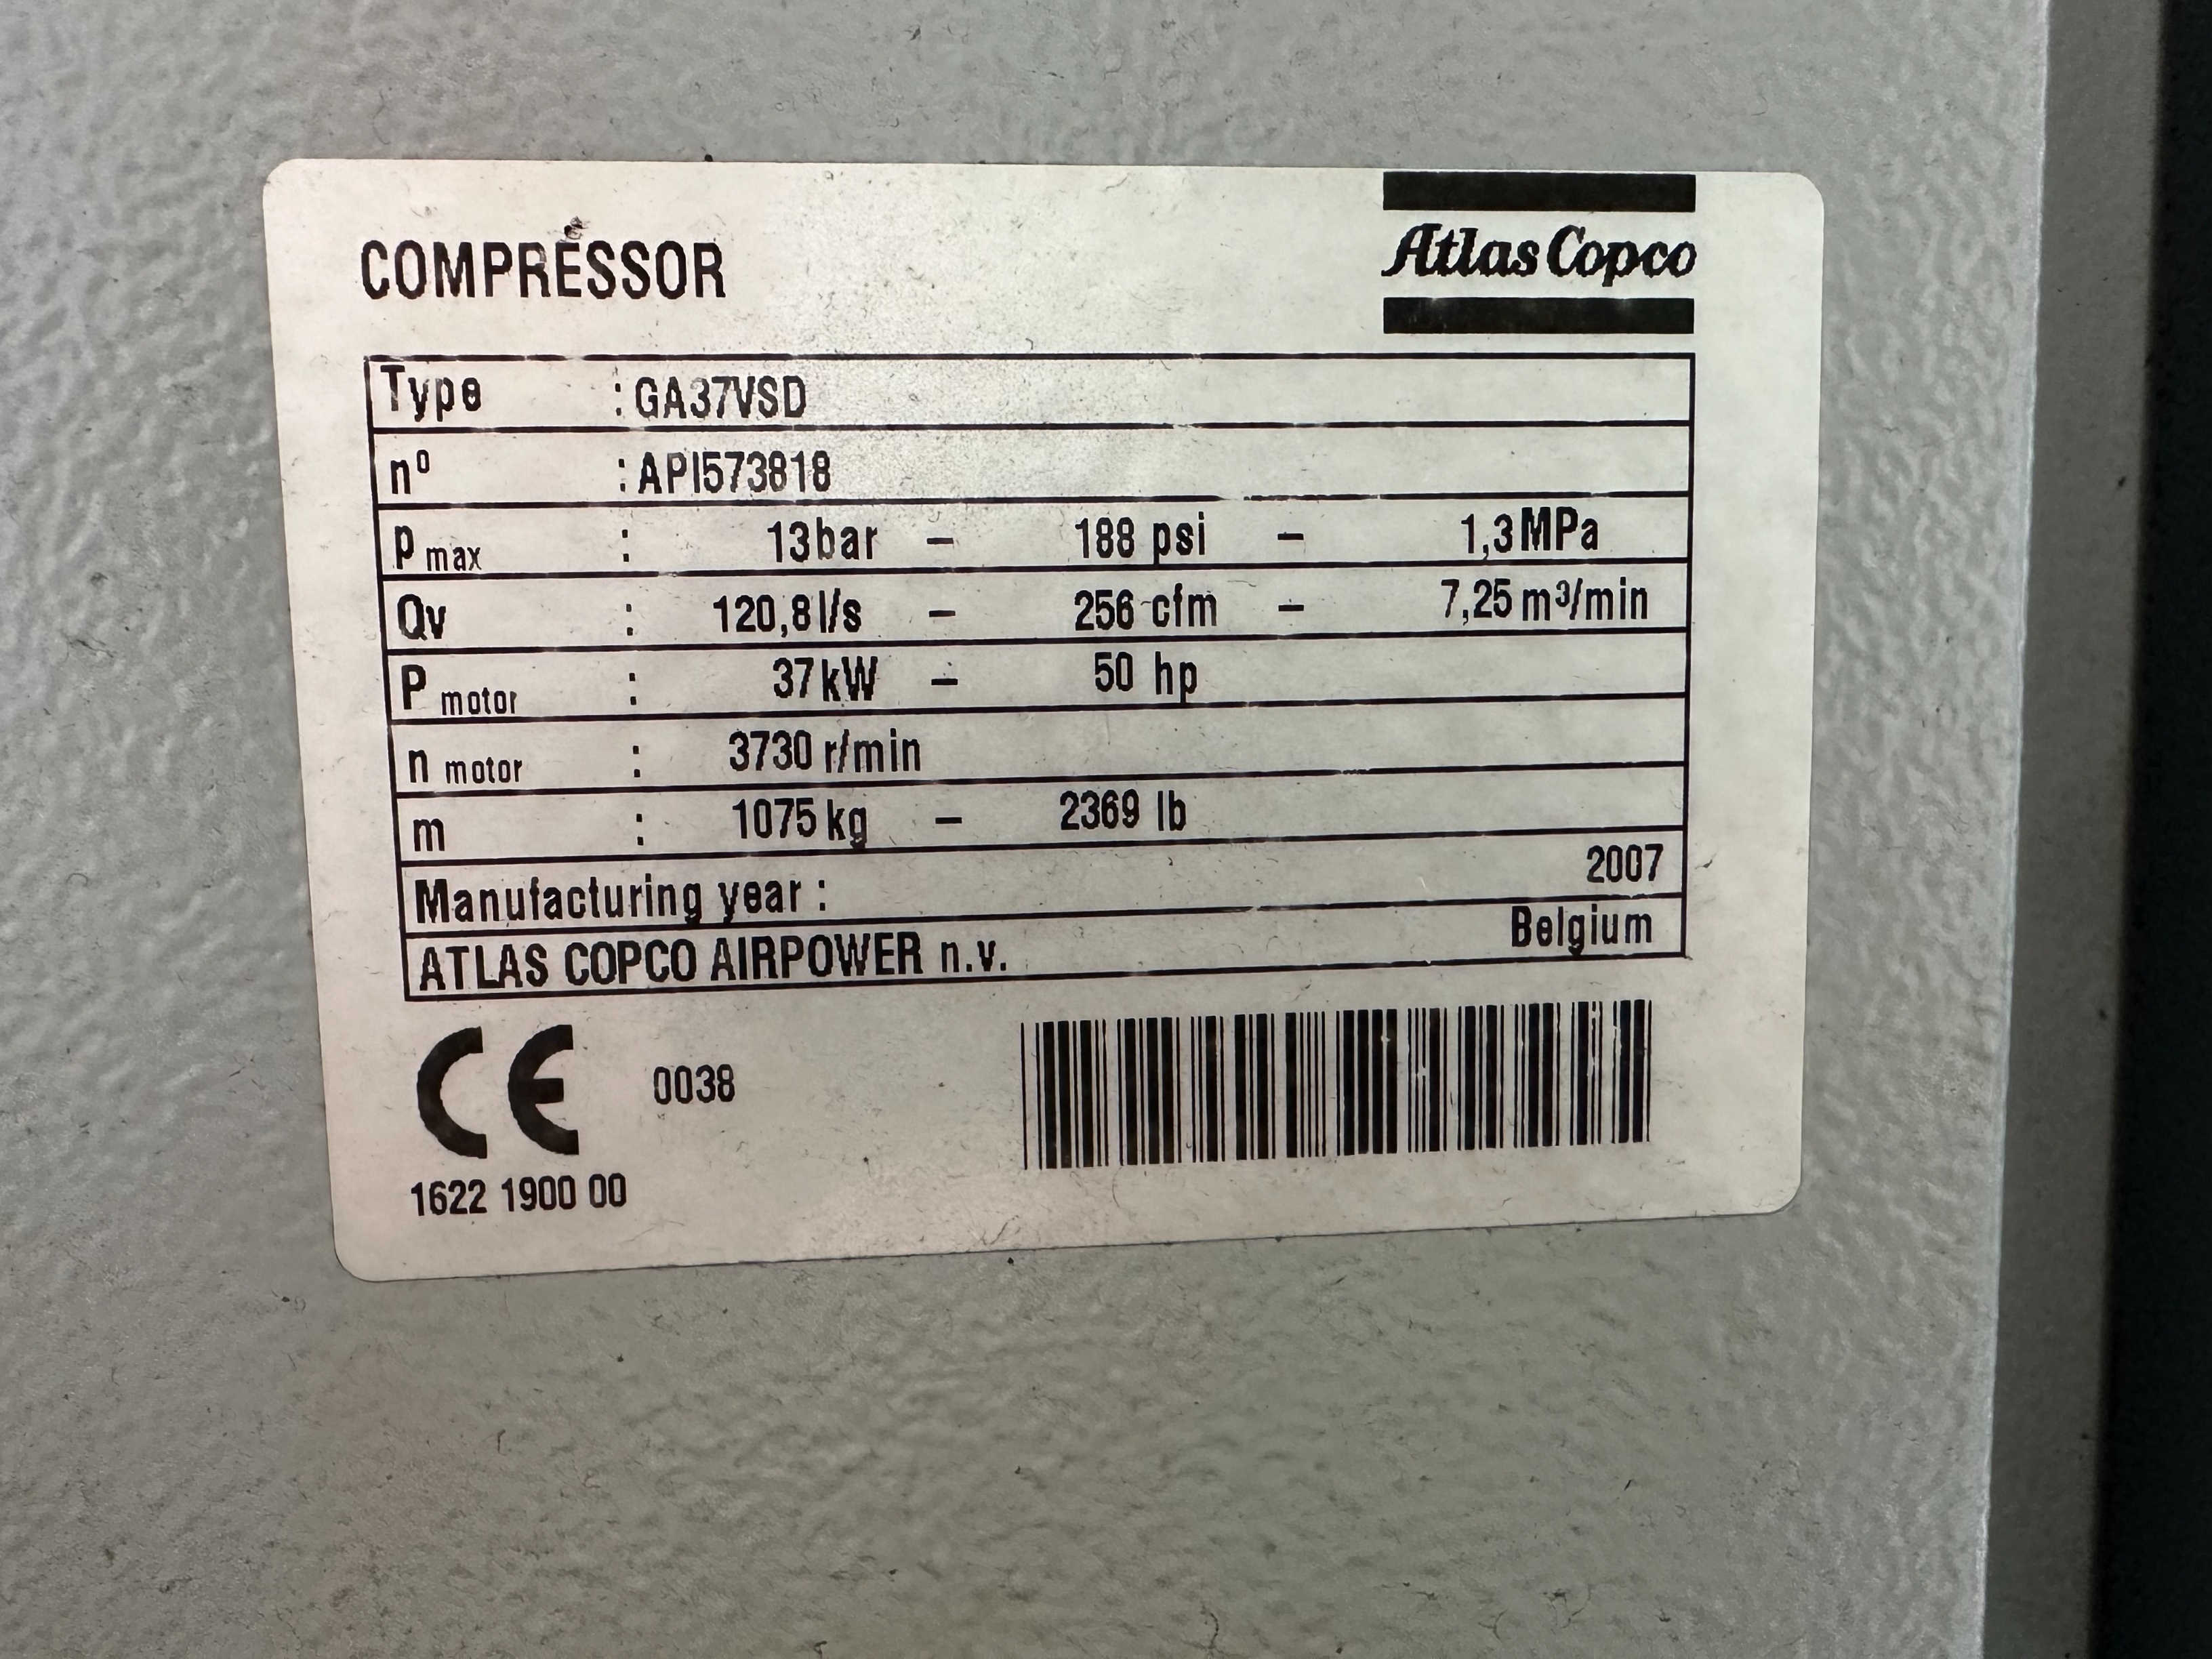 COMPRESSOR
Atlas Copco
Type : GA37VSD
nº : API573818
p max : 13 bar – 188 psi – 1,3 MPa
Qv : 120,8 l/s – 256 cfm – 7,25 m³/min
P motor : 37 kW – 50 hp
n motor : 3730 r/min
m : 1075 kg – 2369 lb
Manufacturing year : 2007
ATLAS COPCO AIRPOWER n.v. Belgium
CE 0038
1622 1900 00